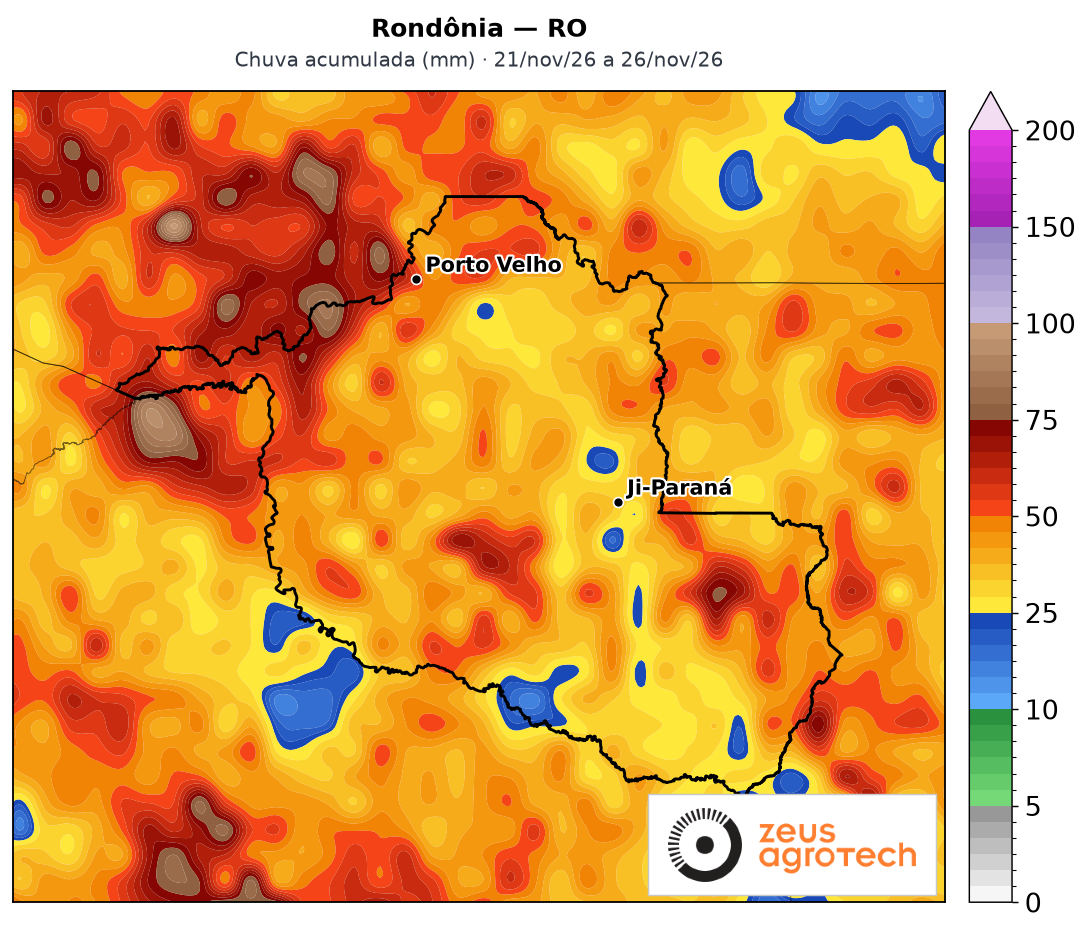 Rondônia — RO
Chuva acumulada (mm) · 21/nov/26 a 26/nov/26
200
150
100
75
50
25
10
5
0
Porto Velho
Ji-Paraná
zeus
agrotech